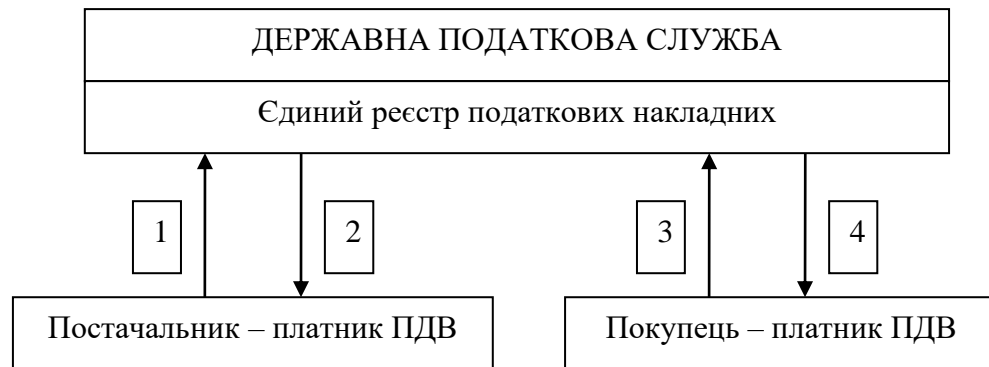 ДЕРЖАВНА ПОДАТКОВА СЛУЖБА
Єдиний реєстр податкових накладних
1
2
3
4
Постачальник – платник ПДВ
Покупець – платник ПДВ